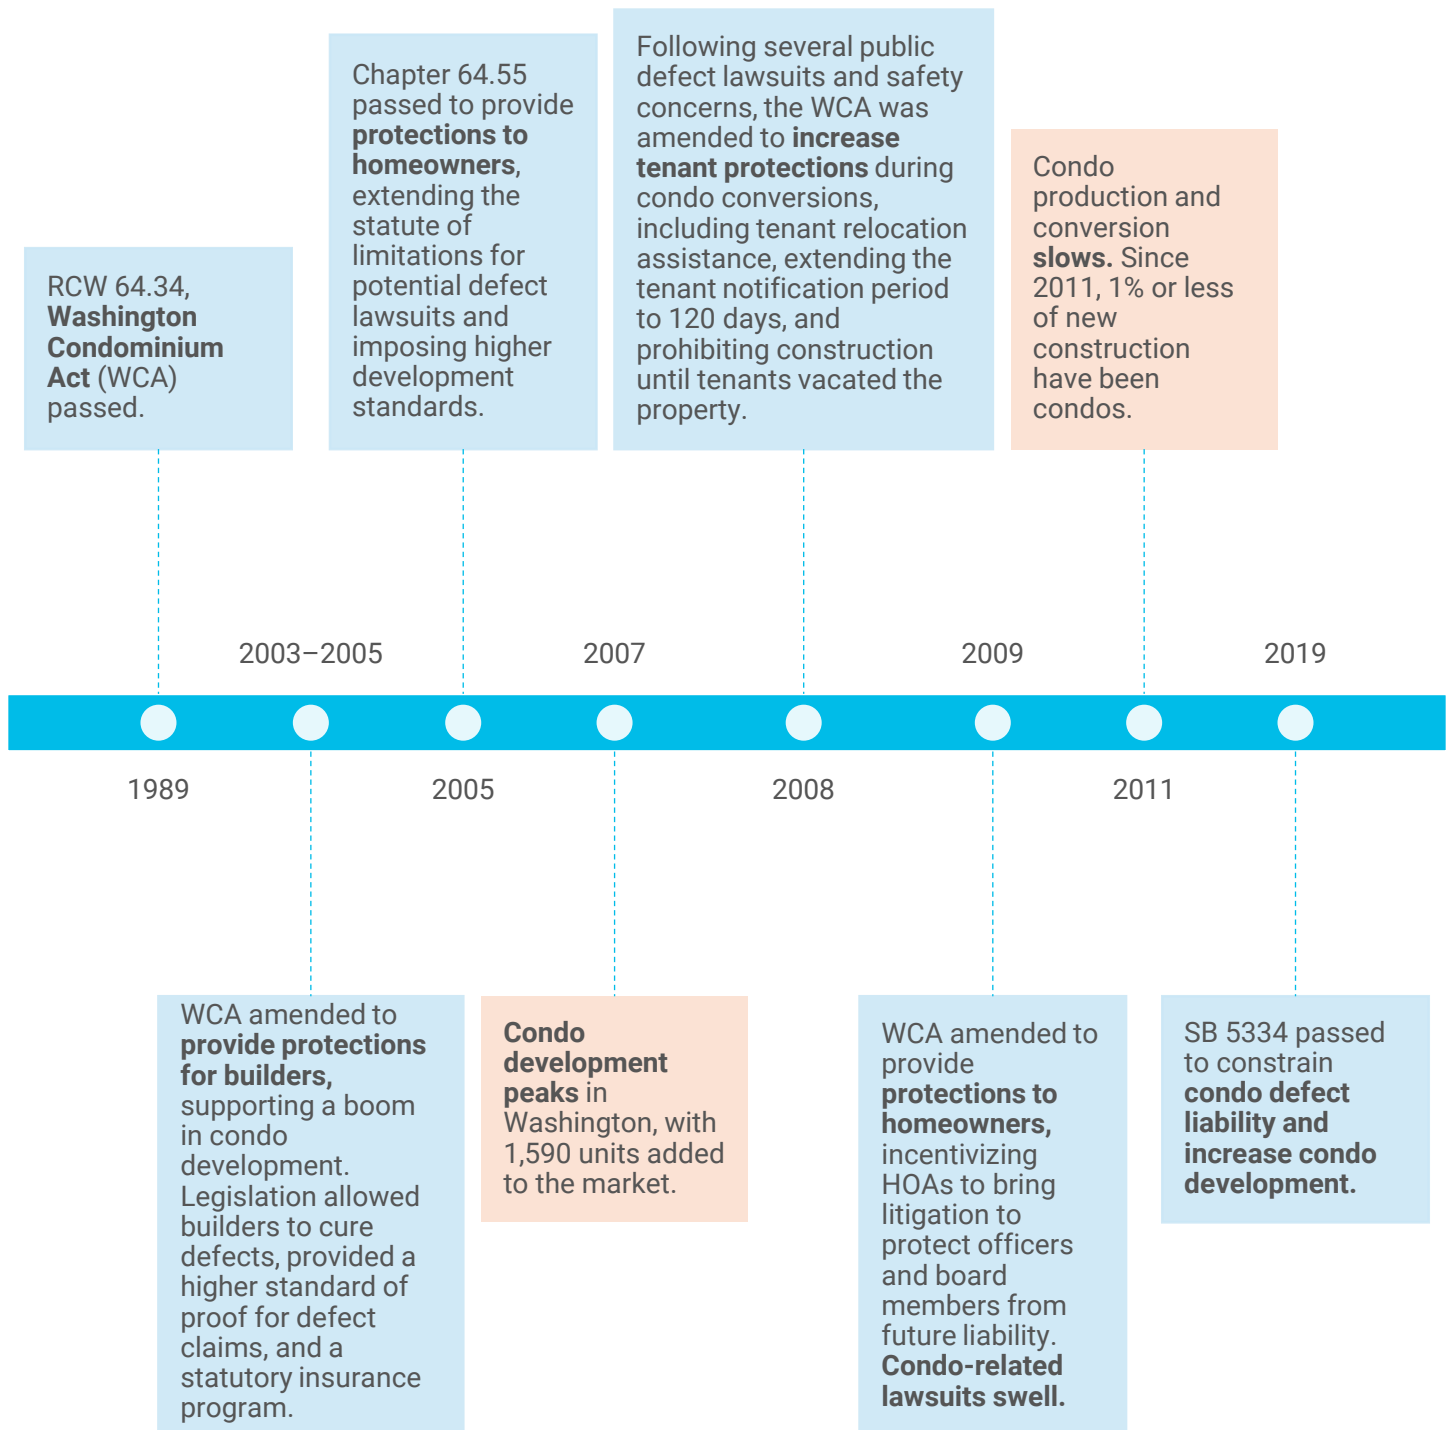 RCW 64.34,
Washington
Condominium
Act (WCA)
passed.
Chapter 64.55
passed to provide
protections to
homeowners,
extending the
statute of
limitations for
potential defect
lawsuits and
imposing higher
development
standards.
Following several public
defect lawsuits and safety
concerns, the WCA was
amended to increase
tenant protections during
condo conversions,
including tenant relocation
assistance, extending the
tenant notification period
to 120 days, and
prohibiting construction
until tenants vacated the
property.
Condo
production and
conversion
slows. Since
2011, 1% or less
of new
construction
have been
condos.
2003–2005
2007
2009
2019
1989
2005
2008
2011
WCA amended to
provide protections
for builders,
supporting a boom
in condo
development.
Legislation allowed
builders to cure
defects, provided a
higher standard of
proof for defect
claims, and a
statutory insurance
program.
Condo
development
peaks in
Washington, with
1,590 units added
to the market.
WCA amended to
provide
protections to
homeowners,
incentivizing
HOAs to bring
litigation to
protect officers
and board
members from
future liability.
Condo-related
lawsuits swell.
SB 5334 passed
to constrain
condo defect
liability and
increase condo
development.